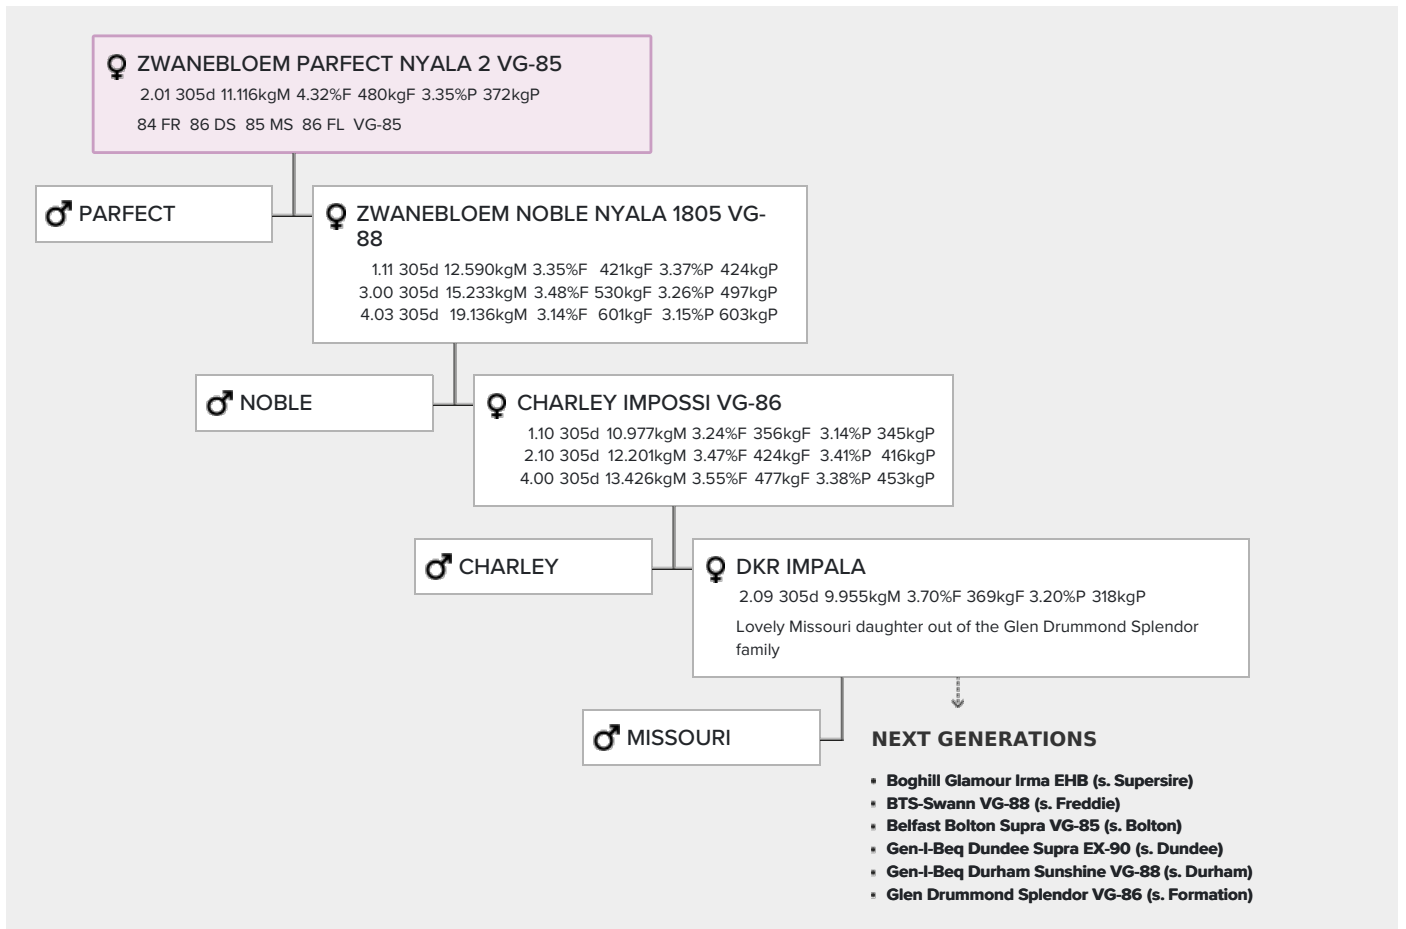 ZWANEBLOEM PARFECT NYALA 2 VG-85
2.01 305d 11.116kgM 4.32%F 480kgF 3.35%P 372kgP
84 FR 86 DS 85 MS 86 FL VG-85
PARFECT
ZWANEBLOEM NOBLE NYALA 1805 VG-
88
1.11 305d 12.590kgM 3.35%F 421kgF 3.37%P 424kgP
3.00 305d 15.233kgM 3.48%F 530kgF 3.26%P 497kgP
4.03 305d 19.136kgM 3.14%F 601kgF 3.15%P 603kgP
NOBLE
CHARLEY IMPOSSI VG-86
1.10 305d 10.977kgM 3.24%F 356kgF 3.14%P 345kgP
2.10 305d 12.201kgM 3.47%F 424kgF 3.41%P 416kgP
4.00 305d 13.426kgM 3.55%F 477kgF 3.38%P 453kgP
CHARLEY
DKR IMPALA
2.09 305d 9.955kgM 3.70%F 369kgF 3.20%P 318kgP
Lovely Missouri daughter out of the Glen Drummond Splendor
family
MISSOURI
NEXT GENERATIONS
Boghill Glamour Irma EHB (s. Supersire)
BTS-Swann VG-88 (s. Freddie)
Belfast Bolton Supra VG-85 (s. Bolton)
Gen-I-Beq Dundee Supra EX-90 (s. Dundee)
Gen-I-Beq Durham Sunshine VG-88 (s. Durham)
Glen Drummond Splendor VG-86 (s. Formation)